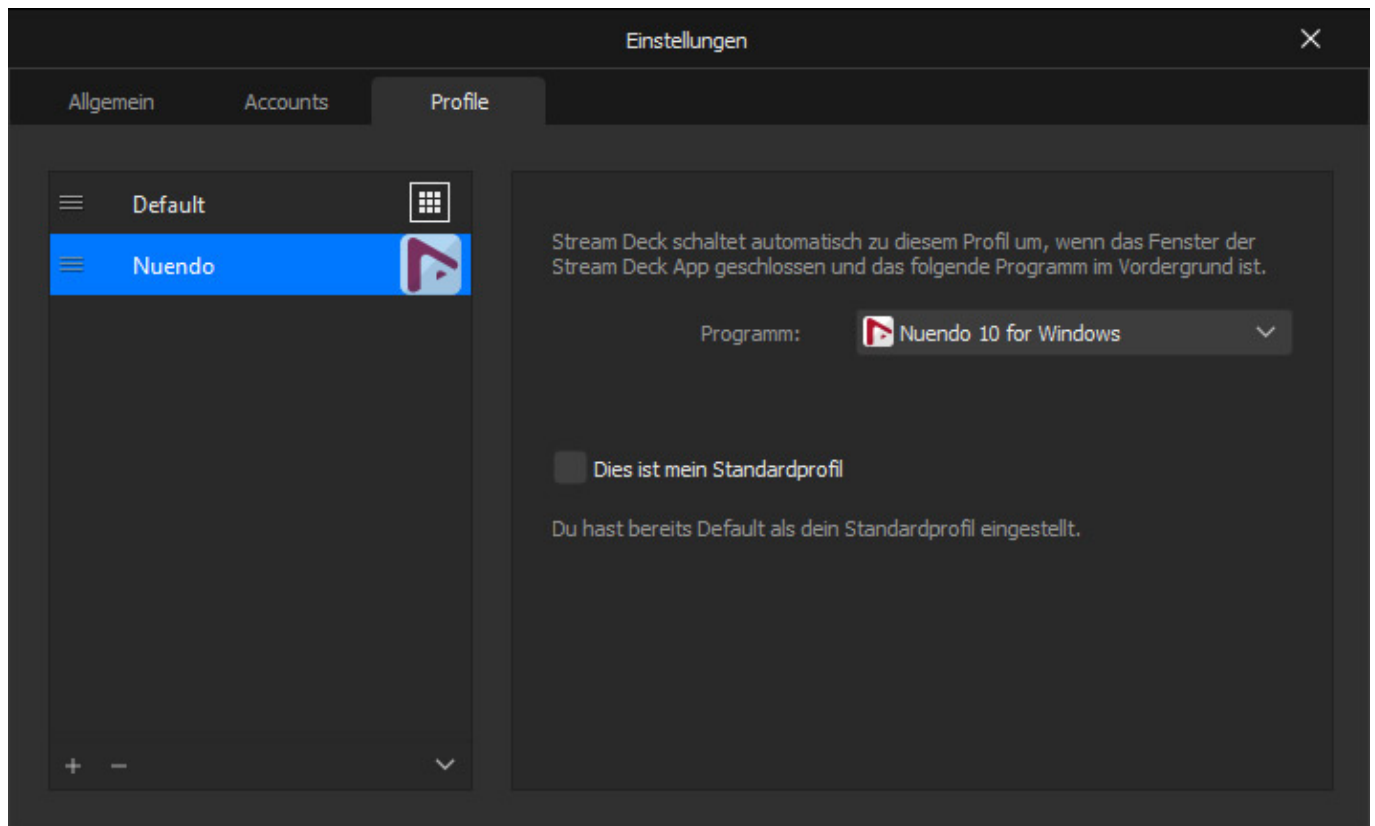 Einstellungen
Allgemein Accounts Profile
Default
Nuendo
Stream Deck schaltet automatisch zu diesem Profil um, wenn das Fenster der
Stream Deck App geschlossen und das folgende Programm im Vordergrund ist.
Programm: Nuendo 10 for Windows
Dies ist mein Standardprofil
Du hast bereits Default als dein Standardprofil eingestellt.